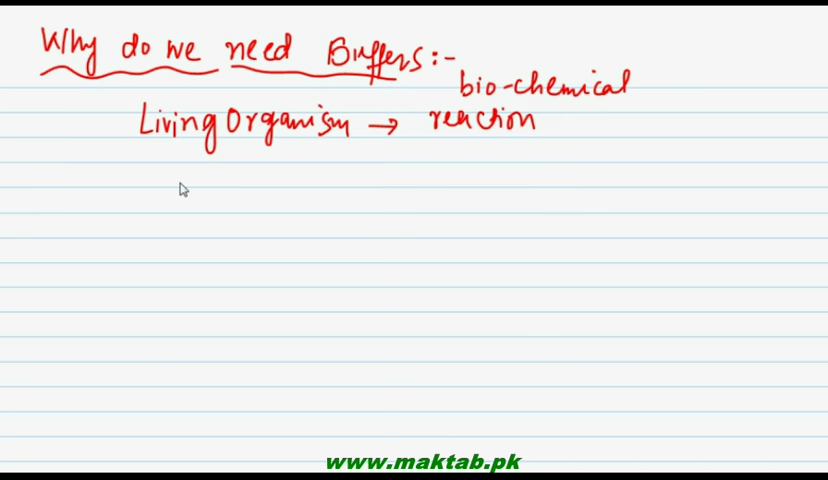 Why do we need Buffers:-
bio-chemical
Living Organism → reaction
www.maktab.pk